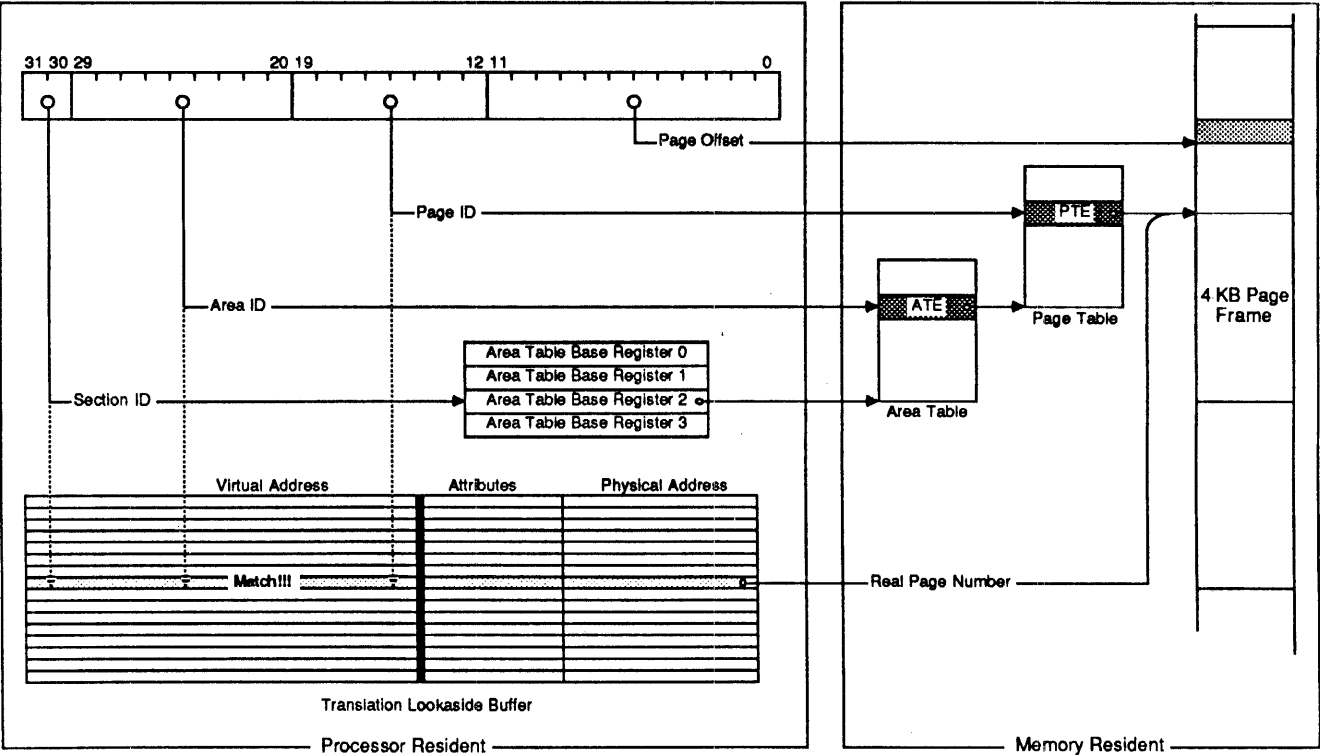 31 30 29 20 19 12 11 0
Page Offset
Page ID
PTE
Area ID
ATE
4 KB Page
Frame
Page Table
Area Table Base Register 0
Area Table Base Register 1
Section ID
Area Table Base Register 2
Area Table
Area Table Base Register 3
Virtual Address
Attributes
Physical Address
Match!!!
Real Page Number
Translation Lookaside Buffer
Processor Resident
Memory Resident